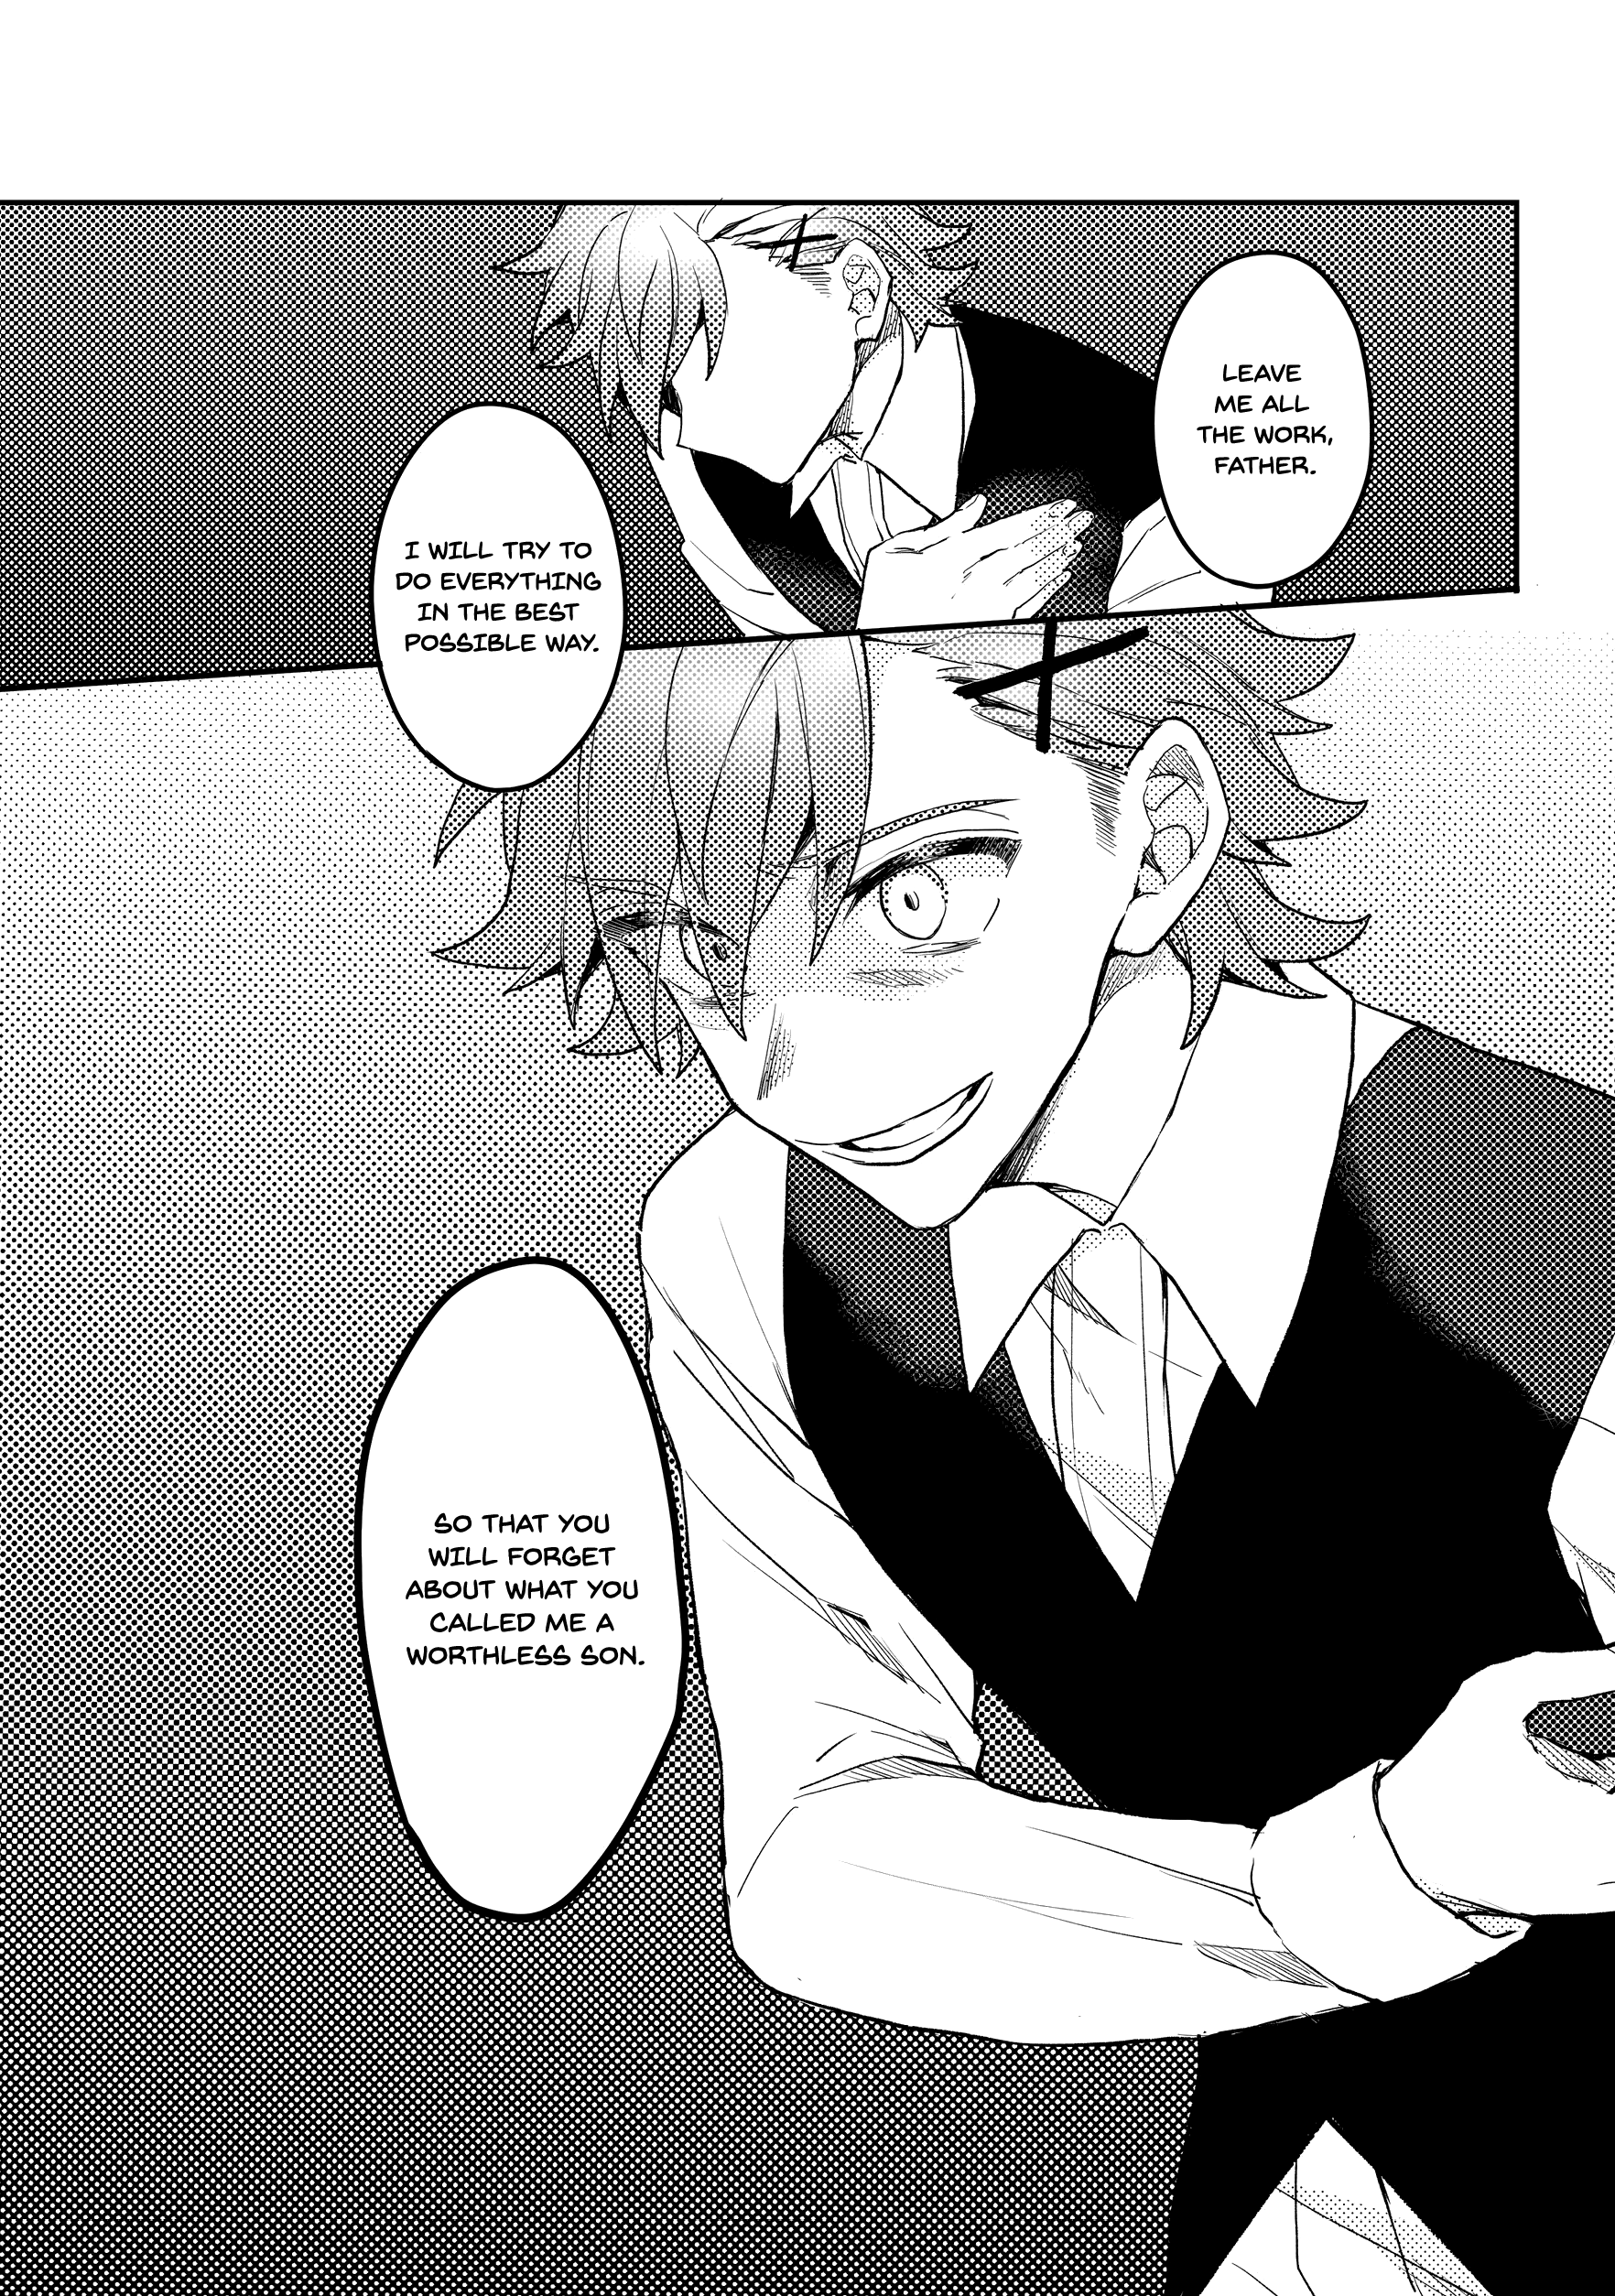 LEAVE
ME ALL
THE WORK,
FATHER.
I WILL TRY TO
DO EVERYTHING
IN THE BEST
POSSIBLE WAY.
SO THAT YOU
WILL FORGET
ABOUT WHAT YOU
CALLED ME A
WORTHLESS SON.